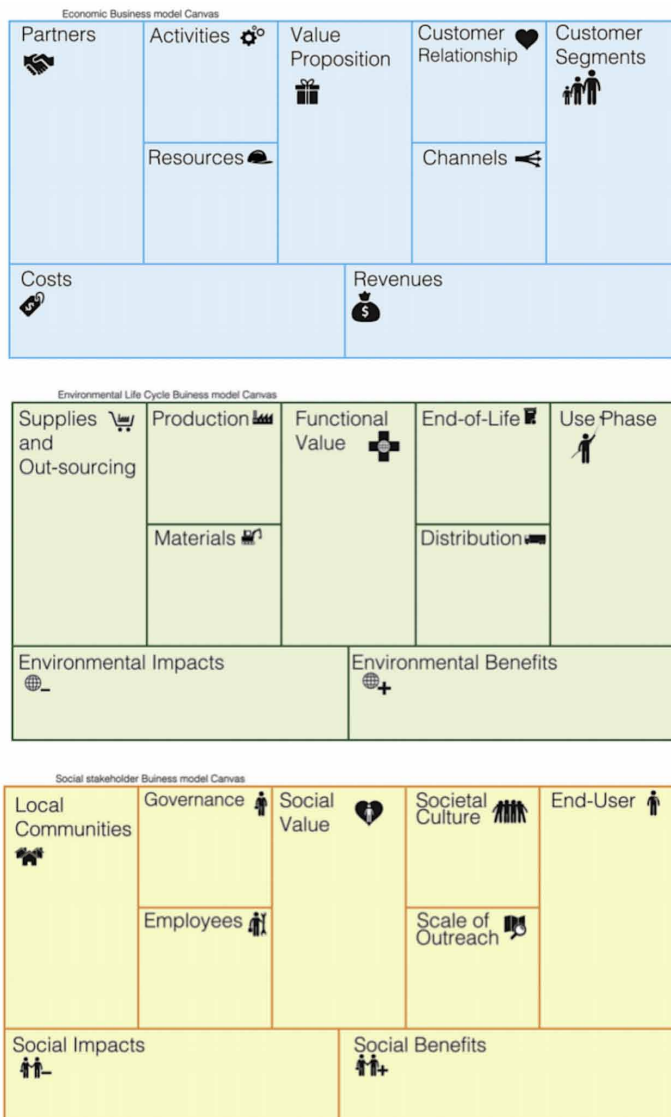 Economic Business model Canvas
Partners
Activities
Value
Proposition
Customer
Relationship
Customer
Segments
Resources
Channels
Costs
$
Revenues
$
Environmental Life Cycle Buiness model Canvas
Supplies
and
Out-sourcing
Production
Functional
Value
End-of-Life
Use Phase
Materials
Distribution
Environmental Impacts
Environmental Benefits
Social stakeholder Buiness model Canvas
Local
Communities
Governance
Social
Value
Societal
Culture
End-User
Employees
Scale of
Outreach
Social Impacts
Social Benefits